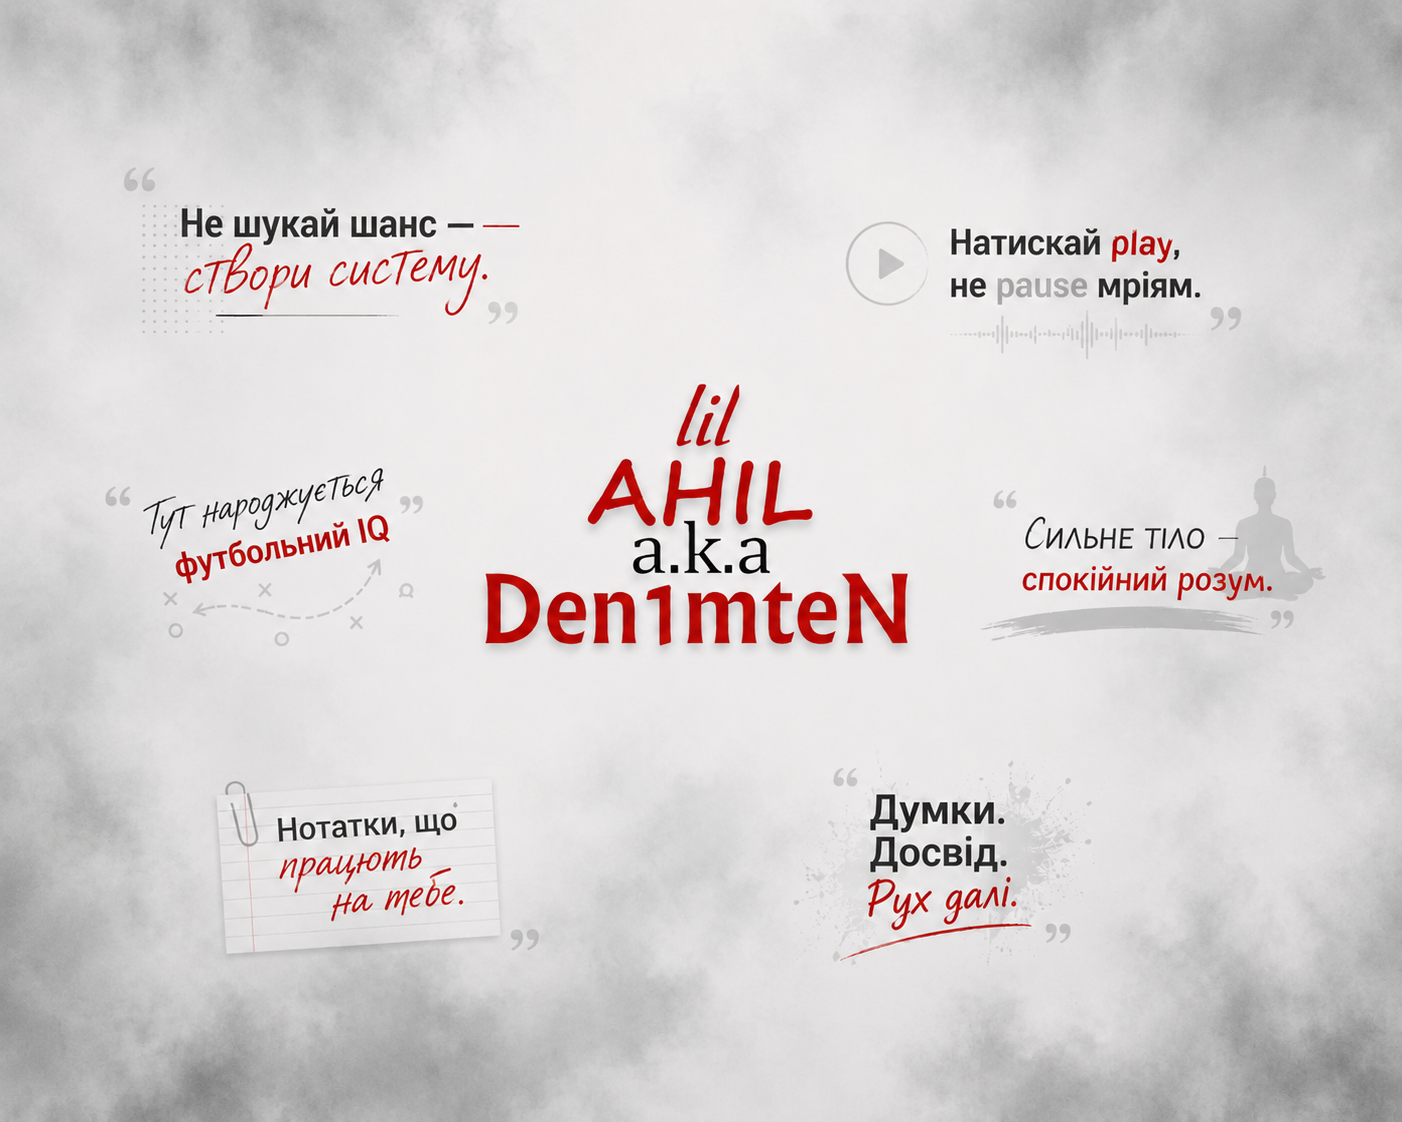 Не шукай шанс —
створи систему.
Натискай play,
не pause мріям.
lil
AHIL
a.k.a
Den1mteN
Тут народжується
футбольний IQ
Сильне тіло —
спокійний розум.
Нотатки, що
працюють
на тебе.
Думки.
Досвід.
Рух далі.